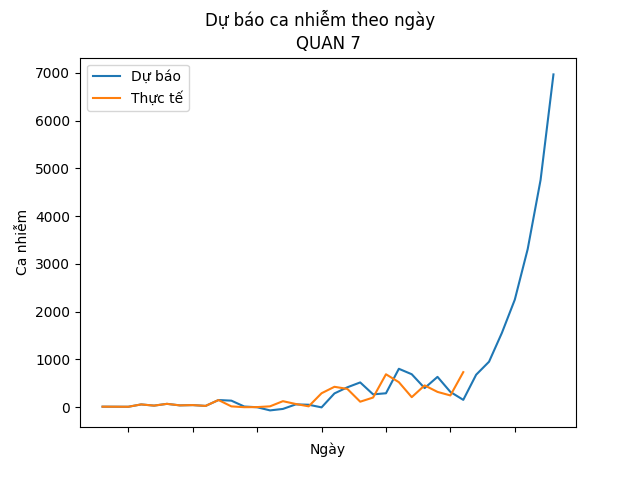 Dự báo ca nhiễm theo ngày
QUAN 7
Dự báo
Thực tế
7000
6000
5000
4000
3000
2000
1000
0
Ca nhiễm
Ngày